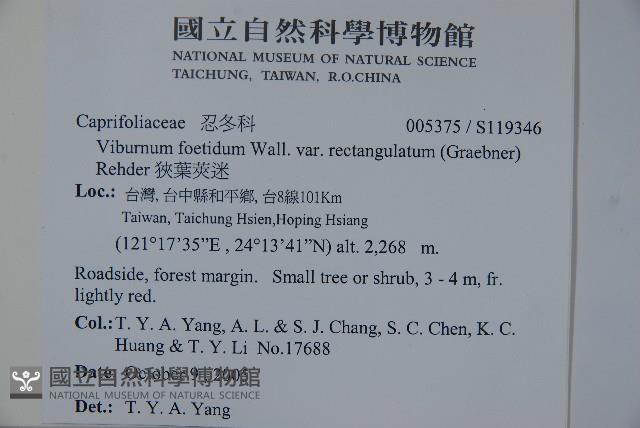 國立自然科學博物館
NATIONAL MUSEUM OF NATURAL SCIENCE
TAICHUNG, TAIWAN, R.O.CHINA
Caprifoliaceae 忍冬科 005375 / S119346
Viburnum foetidum Wall. var. rectangulatum (Graebner)
Rehder 狹葉莢迷
Loc.: 台灣, 台中縣和平鄉, 台8線101Km
Taiwan, Taichung Hsien,Hoping Hsiang
(121°17'35”E , 24°13'41”N) alt. 2,268 m.
Roadside, forest margin. Small tree or shrub, 3 - 4 m, fr.
lightly red.
Col.: T. Y. A. Yang, A. L. & S. J. Chang, S. C. Chen, K. C.
Huang & T. Y. Li No.17688
Date October 9
國立自然科學博物館
NATIONAL MUSEUM OF NATURAL SCIENCE
Det.: T. Y. A. Yang